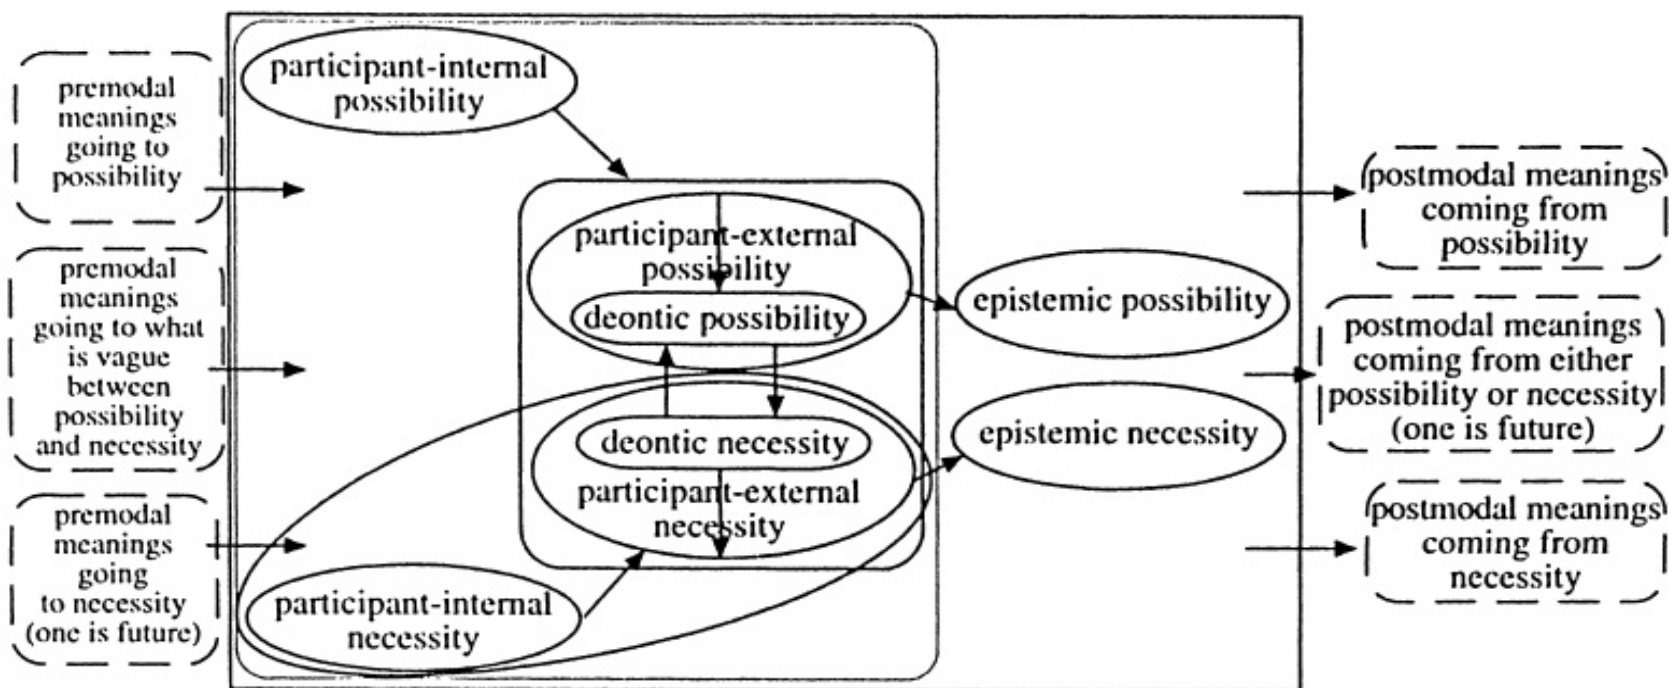 premodal
meanings
going to
possibility
premodal
meanings
going to what
is vague
between
possibility
and necessity
premodal
meanings
going
to necessity
(one is future)
participant-internal
possibility
participant-external
possibility
deontic possibility
deontic necessity
participant-external
necessity
participant-internal
necessity
epistemic possibility
epistemic necessity
postmodal meanings
coming from
possibility
postmodal meanings
coming from either
possibility or necessity
(one is future)
postmodal meanings
coming from
necessity